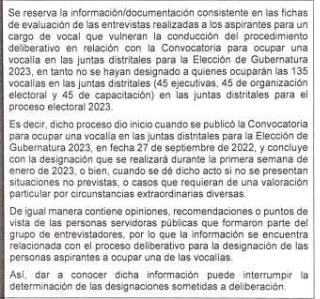 Se reserva la información/documentación consistente en las fichas
de evaluación de las entrevistas realizadas a los aspirantes para un
cargo de vocal que vulneran la conducción del procedimiento
deliberativo en relación con la Convocatoria para ocupar una
vocalía en las juntas distritales para la Elección de Gubernatura
2023, en tanto no se hayan designado a quienes ocuparán las 135
vocalías en las juntas distritales (45 ejecutivas, 45 de organización
electoral y 45 de capacitación) en las juntas distritales para el
proceso electoral 2023.
Es decir, dicho proceso dio inicio cuando se publicó la Convocatoria
para ocupar una vocalía en las juntas distritales para la Elección de
Gubernatura 2023, en fecha 27 de septiembre de 2022, y concluye
con la designación que se realizará durante la primera semana de
enero de 2023, o bien, cuando se dé dicho acto si no se presentan
situaciones no previstas, o casos que requieran de una valoración
particular por circunstancias extraordinarias diversas.
De igual manera contiene opiniones, recomendaciones o puntos de
vista de las personas servidoras públicas que formaron parte del
grupo de entrevistadores, por lo que la información se encuentra
relacionada con el proceso deliberativo para la designación de las
personas aspirantes a ocupar una de las vocalías.
Así, dar a conocer dicha información puede interrumpir la
determinación de las designaciones sometidas a deliberación.